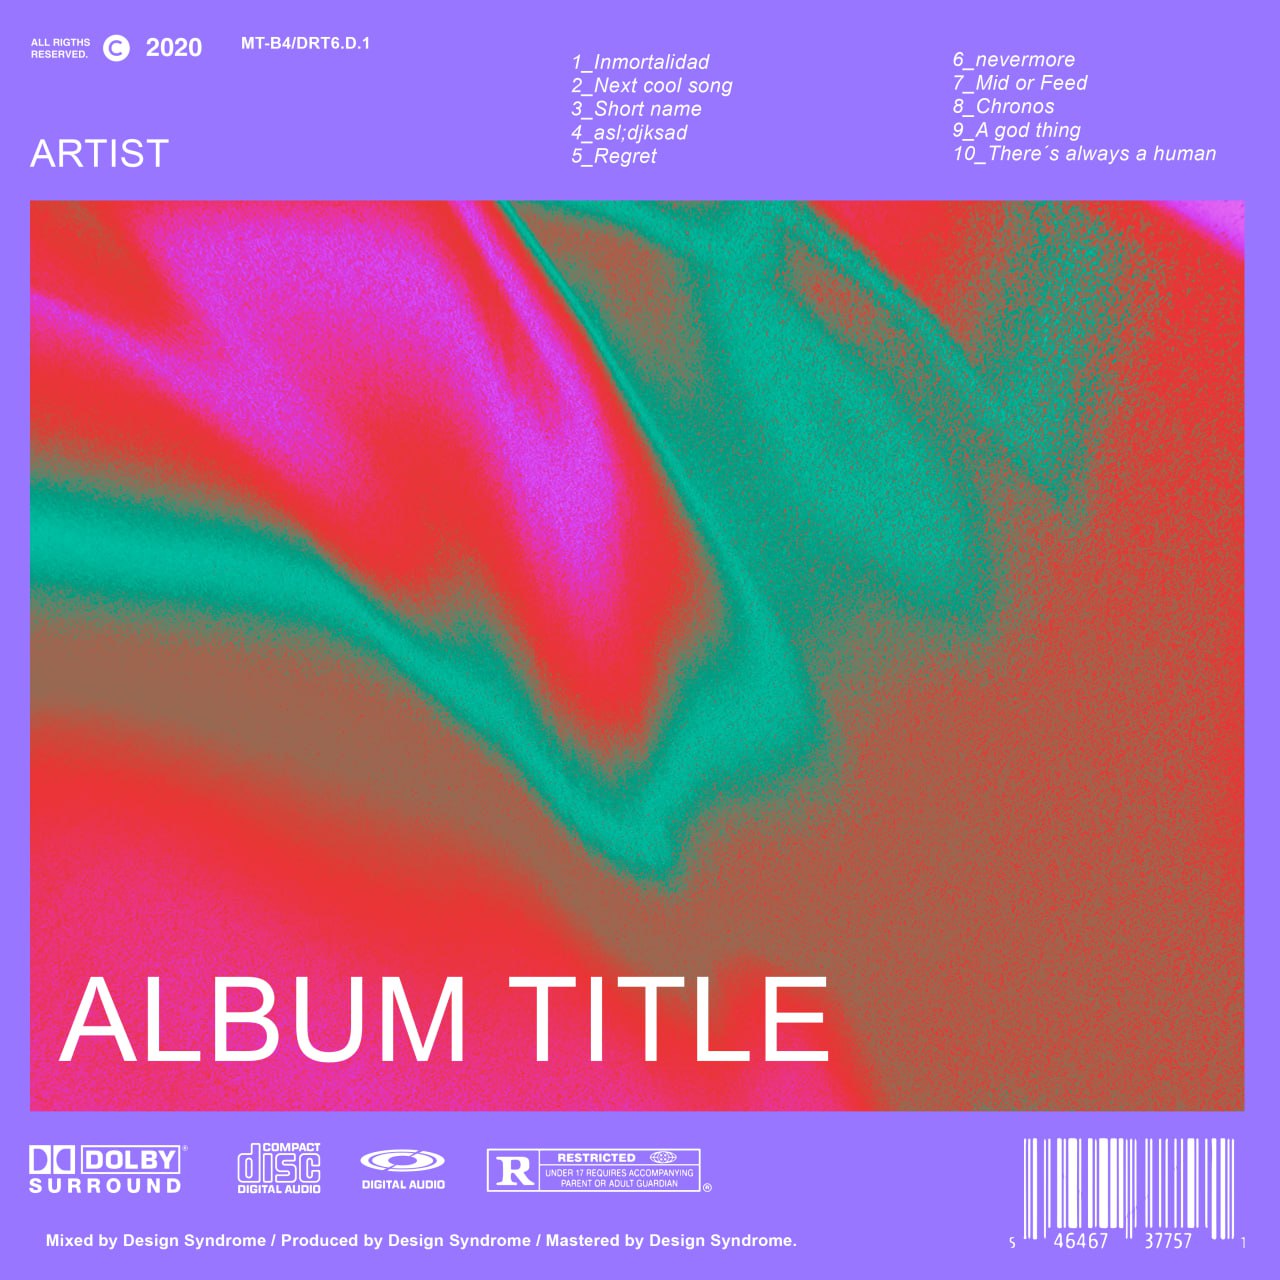 ALL RIGTHS
RESERVED.
© 2020
MT-B4/DRT6.D.1
ARTIST
1_Inmortalidad
2_Next cool song
3_Short name
4_asl;djksad
5_Regret
6_nevermore
7_Mid or Feed
8_Chronos
9_A god thing
10_There´s always a human
ALBUM TITLE
DOLBY®
SURROUND
COMPACT
disc
DIGITAL AUDIO
DIGITAL AUDIO
R
RESTRICTED
UNDER 17 REQUIRES ACCOMPANYING
PARENT OR ADULT GUARDIAN
®
5 46467 37757 1
Mixed by Design Syndrome / Produced by Design Syndrome / Mastered by Design Syndrome.